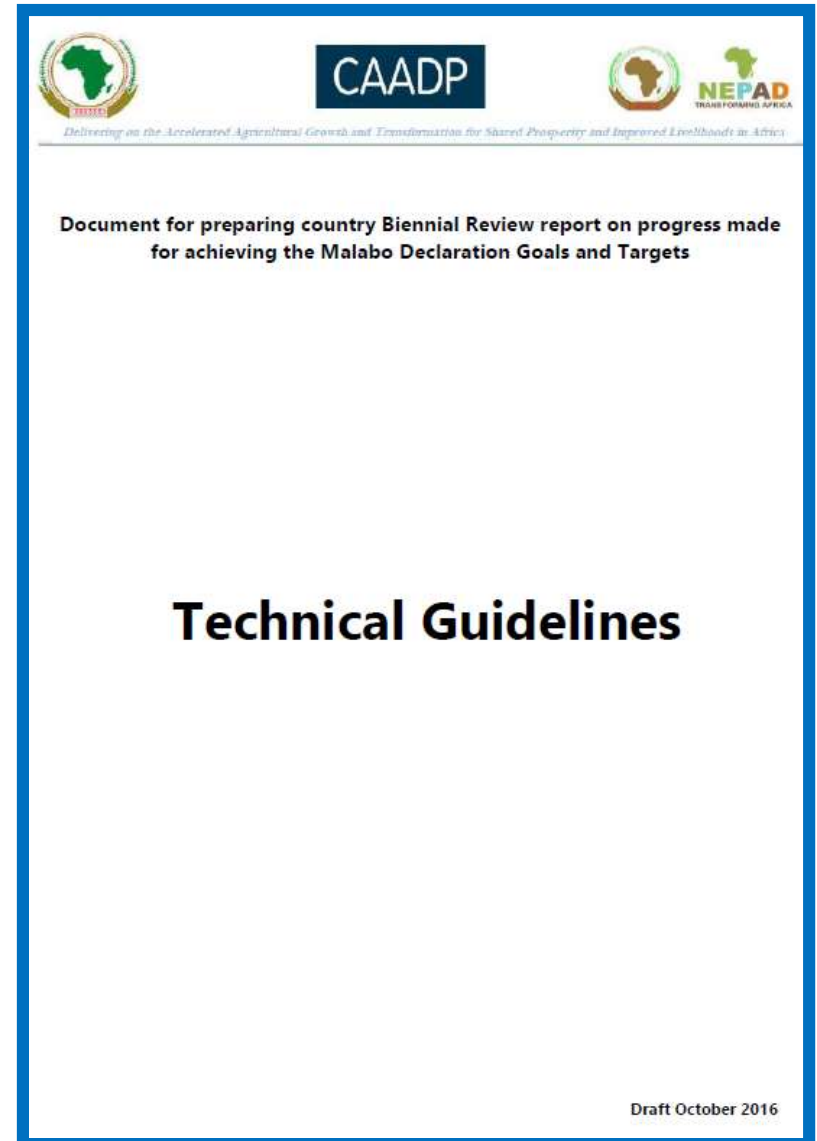 CAADP
NEPAD
TRANSFORMING AFRICA
Delivering on the Accelerated Agricultural Growth and Transformation for Shared Prosperity and Improved Livelihoods in Africa
Document for preparing country Biennial Review report on progress made
for achieving the Malabo Declaration Goals and Targets
Technical Guidelines
Draft October 2016